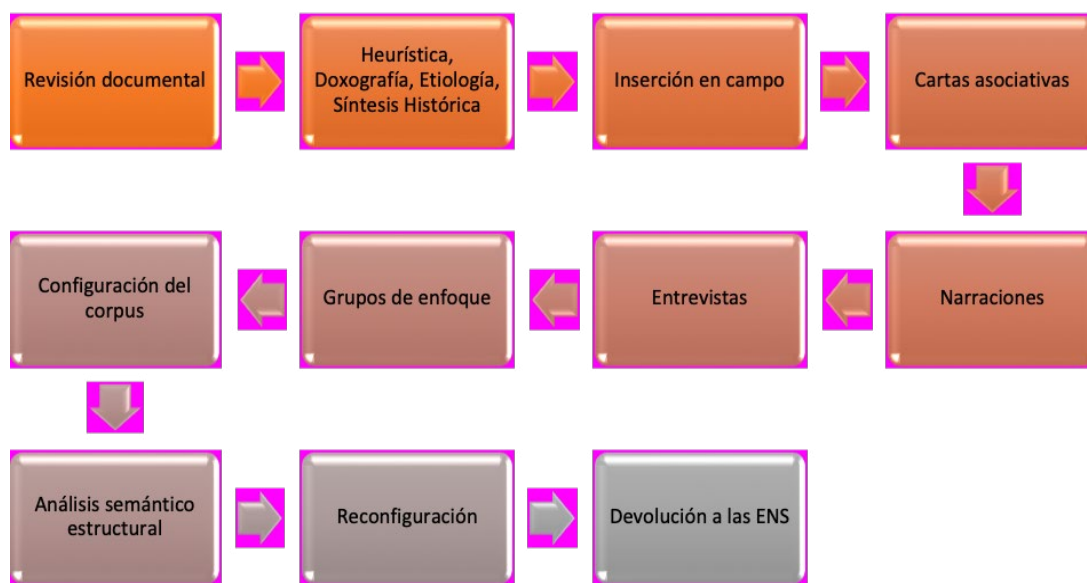 Revisión documental
Heurística,
Doxografía, Etiología,
Síntesis Histórica
Inserción en campo
Cartas asociativas
Narraciones
Entrevistas
Grupos de enfoque
Configuración del
corpus
Análisis semántico
estructural
Reconfiguración
Devolución a las ENS